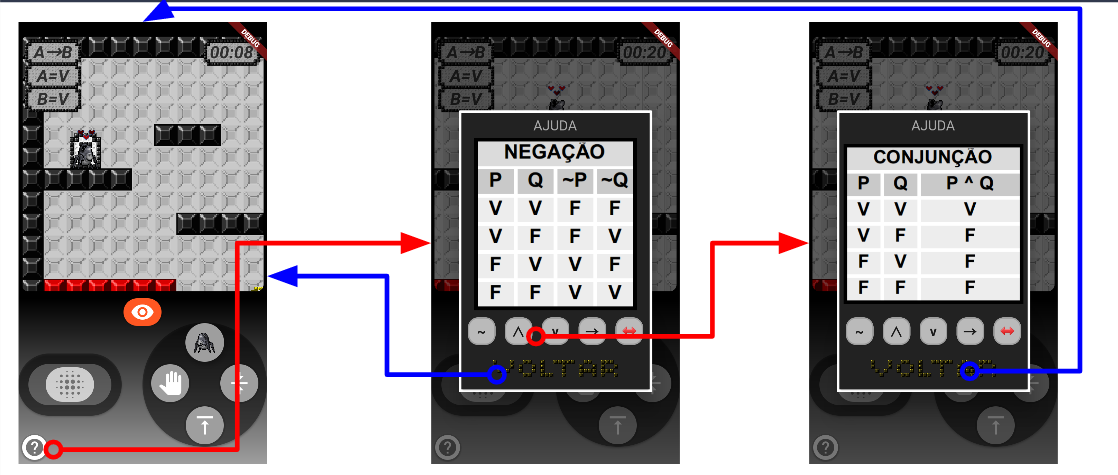 DEBUG
A→B
00:08
A=V
B=V
?
DEBUG
A→B
00:20
A=V
B=V
AJUDA
NEGAÇÃO
P Q ~P ~Q
V V F F
V F F V
F V V F
F F V V
~ ∧ v → ⇔
VOLTAR
?
DEBUG
A→B
00:20
A=V
B=V
AJUDA
CONJUNÇÃO
P Q P ^ Q
V V V
V F F
F V F
F F F
~ ∧ v → ⇔
VOLTAR
?